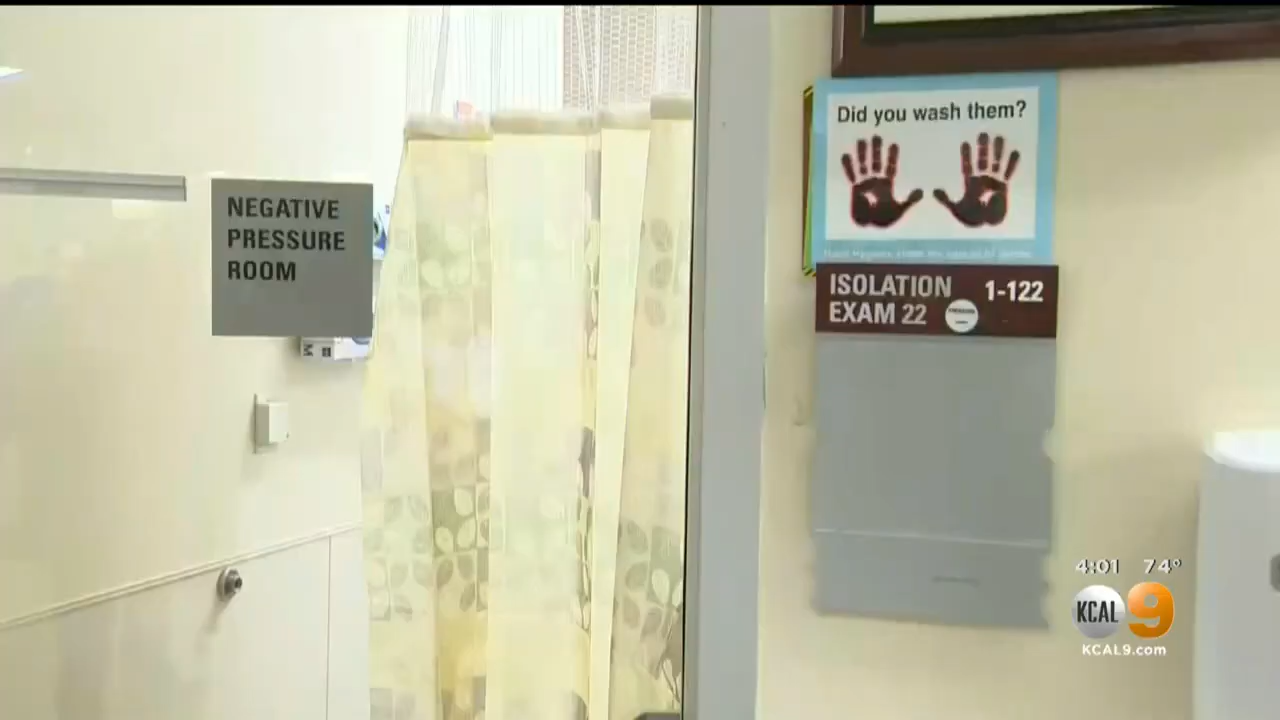 NEGATIVE
PRESSURE
ROOM
Did you wash them?
ISOLATION 1-122
EXAM 22
4:01 74°
KCAL 9
KCAL9.com